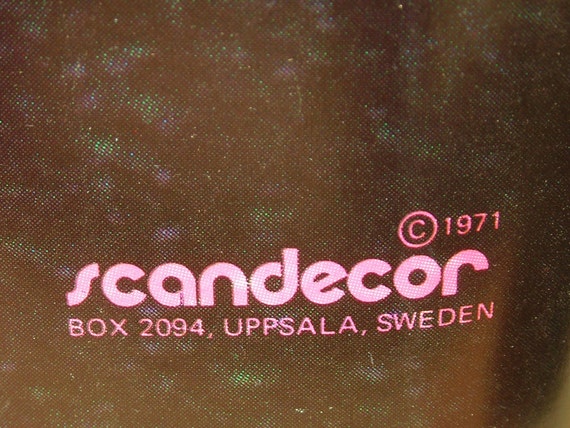 © 1971
scandecor
BOX 2094, UPPSALA, SWEDEN